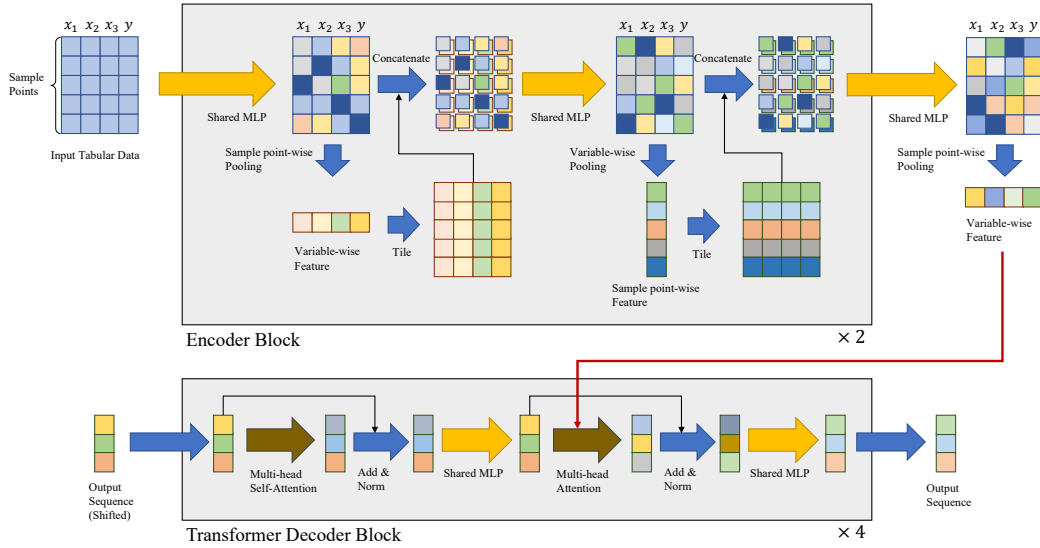 x₁ x₂ x₃ y
x₁ x₂ x₃ y
x₁ x₂ x₃ y
x₁ x₂ x₃ y
Sample
Points
Input Tabular Data
Shared MLP
Concatenate
Shared MLP
Concatenate
Shared MLP
Sample point-wise
Pooling
Variable-wise
Pooling
Sample point-wise
Pooling
Variable-wise
Feature
Tile
Sample point-wise
Feature
Tile
Variable-wise
Feature
Encoder Block
× 2
Output
Sequence
(Shifted)
Multi-head
Self-Attention
Add &
Norm
Shared MLP
Multi-head
Attention
Add &
Norm
Shared MLP
Output
Sequence
Transformer Decoder Block
× 4